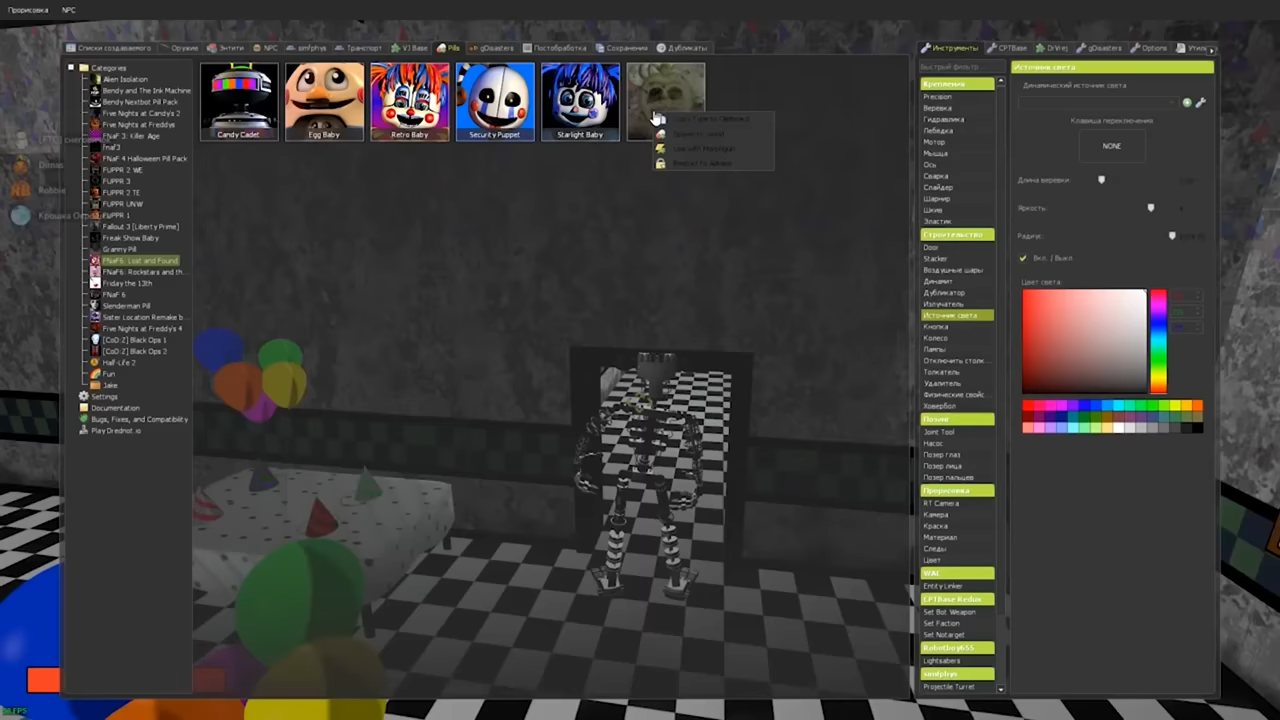 Прорисовка
NPC
Списки создаваемого
Оружие
Энтити
NPC
simfphys
Транспорт
VJ Base
Pills
gDisasters
Постобработка
Сохранения
Дубликаты
Categories
Alien Isolation
Bendy and The Ink Machine
Bendy Nextbot Pill Pack
Five Nights at Candy's 2
Five Nights at Freddys
FNaF 3: Killer Age
fnaf3
FNAF 4 Halloween Pill Pack
FUPPR 2 WE
FUPPR 3
FUPPR 2 TE
FUPPR UNW
FUPPR 1
Fallout 3 [Liberty Prime]
Freak Show Baby
Granny Pill
FNaF6: Lost and Found
FNaF6: Rockstars and th...
Friday the 13th
FNaF 6
Slenderman Pill
Sister Location Remake b...
Five Nights at Freddy's 4
[CoD:Z] Black Ops 1
[CoD:Z] Black Ops 2
Half-Life 2
Fun
Jake
Settings
Documentation
Bugs, Fixes, and Compatibility
Play Drednot.io
Robbie
Candy Cadet
Egg Baby
Retro Baby
Security Puppet
Starlight Baby
Инструменты
CPTBase
DrVrej
gDisasters
Options
Утили
Быстрый фильтр
Крепления
Precision
Веревка
Гидравлика
Лебёдка
Мотор
Мышца
Ось
Сварка
Слайдер
Шарнир
Шкив
Эластик
Строительство
Door
Stacker
Воздушные шары
Динамит
Дубликатор
Излучатель
Источник света
Кнопка
Колесо
Лампы
Отключить столк...
Толкатель
Удалитель
Физические свойс...
Ховербол
Позинг
Joint Tool
Насос
Позер глаз
Позер лица
Позер пальцев
Прорисовка
RT Camera
Камера
Краска
Материал
Следы
Цвет
WAC
Entity Linker
CPTBase Redux
Set Bot Weapon
Set Faction
Set Notarget
Robotboy655
Lightsabers
simfphys
Projectile Turret
Источник света
Динамический источник света
Клавиша переключения
NONE
Длина веревки:
Яркость:
Радиус:
Вкл. / Выкл.
Цвет света: